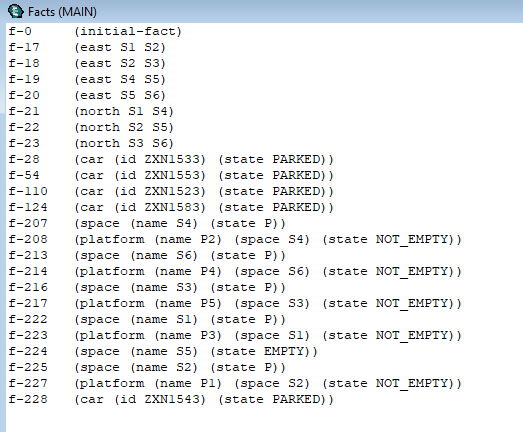 Facts (MAIN)
f-0 (initial-fact)
f-17 (east S1 S2)
f-18 (east S2 S3)
f-19 (east S4 S5)
f-20 (east S5 S6)
f-21 (north S1 S4)
f-22 (north S2 S5)
f-23 (north S3 S6)
f-28 (car (id ZXN1533) (state PARKED))
f-54 (car (id ZXN1553) (state PARKED))
f-110 (car (id ZXN1523) (state PARKED))
f-124 (car (id ZXN1583) (state PARKED))
f-207 (space (name S4) (state P))
f-208 (platform (name P2) (space S4) (state NOT_EMPTY))
f-213 (space (name S6) (state P))
f-214 (platform (name P4) (space S6) (state NOT_EMPTY))
f-216 (space (name S3) (state P))
f-217 (platform (name P5) (space S3) (state NOT_EMPTY))
f-222 (space (name S1) (state P))
f-223 (platform (name P3) (space S1) (state NOT_EMPTY))
f-224 (space (name S5) (state EMPTY))
f-225 (space (name S2) (state P))
f-227 (platform (name P1) (space S2) (state NOT_EMPTY))
f-228 (car (id ZXN1543) (state PARKED))